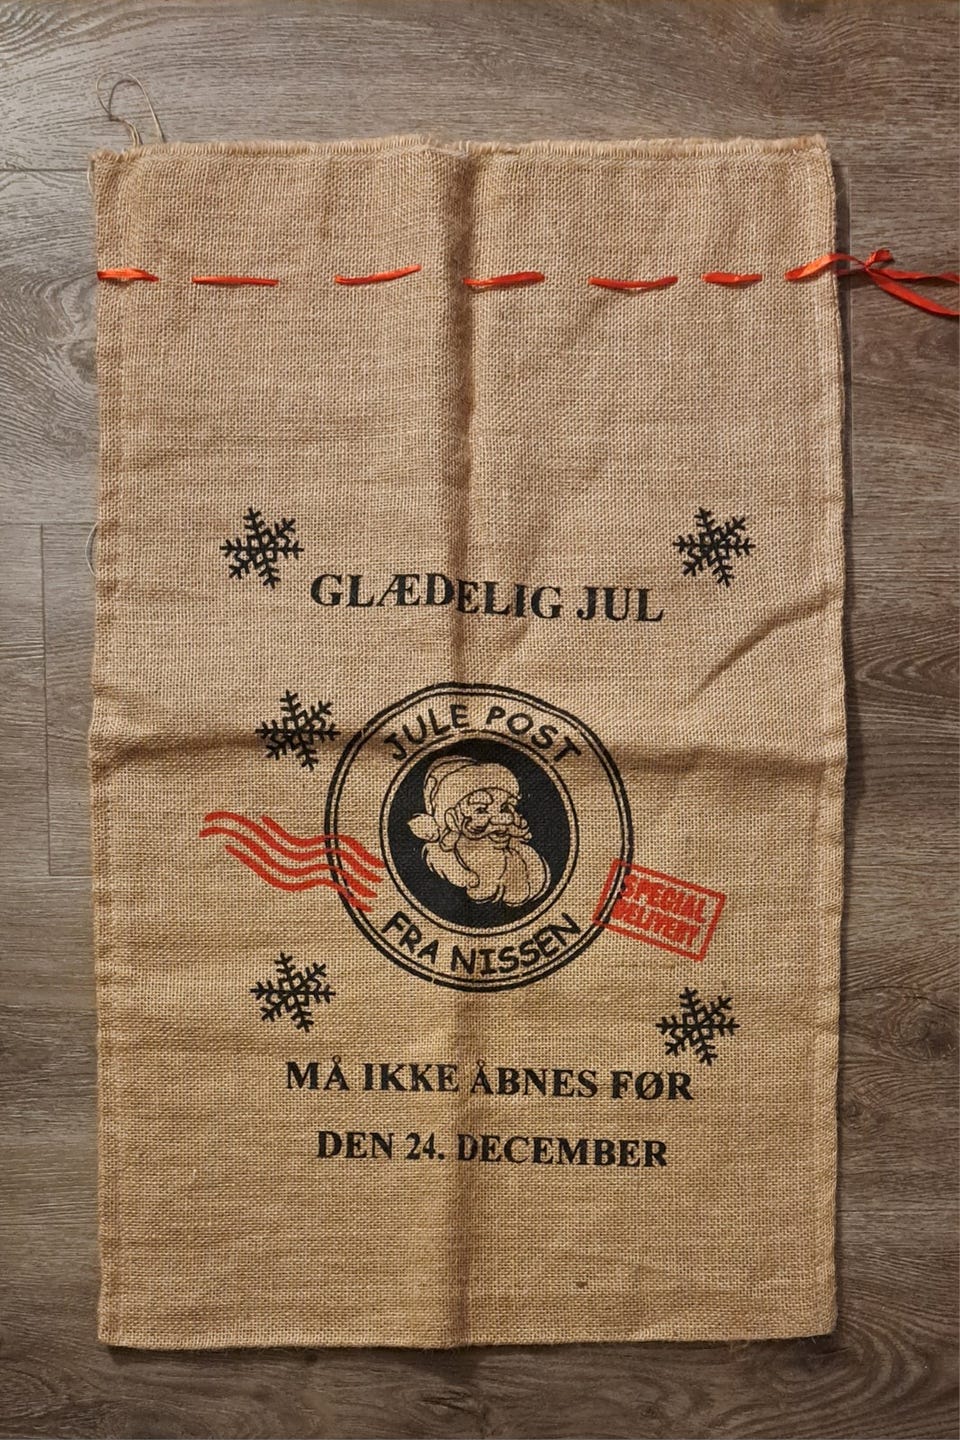 GLÆDELIG JUL
JULE POST
FRA NISSEN
SPECIAL
DELIVERY
MÅ IKKE ÅBNES FØR
DEN 24. DECEMBER